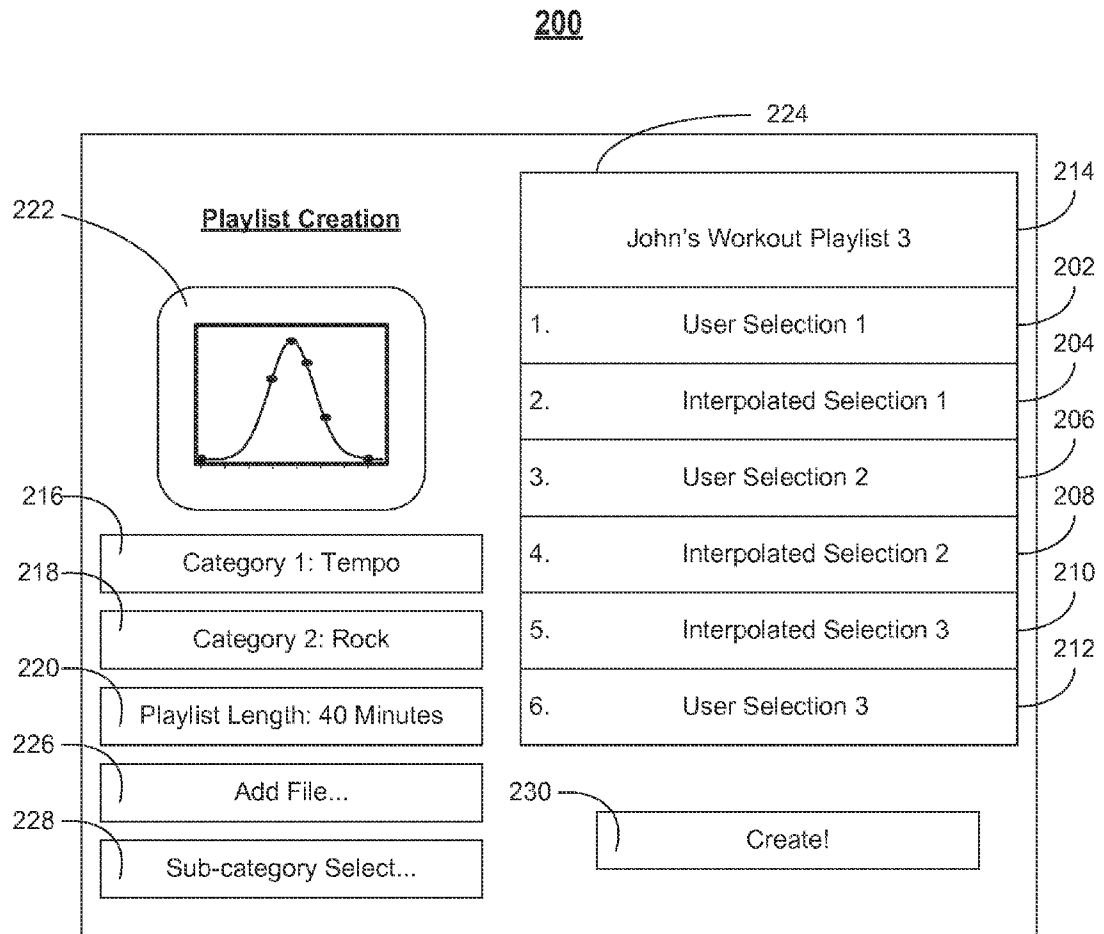 200
224
214
222
Playlist Creation
John's Workout Playlist 3
202
1. User Selection 1
204
2. Interpolated Selection 1
206
3. User Selection 2
216
208
Category 1: Tempo
4. Interpolated Selection 2
218
210
Category 2: Rock
5. Interpolated Selection 3
220
212
Playlist Length: 40 Minutes
6. User Selection 3
226
Add File...
230
228
Create!
Sub-category Select...